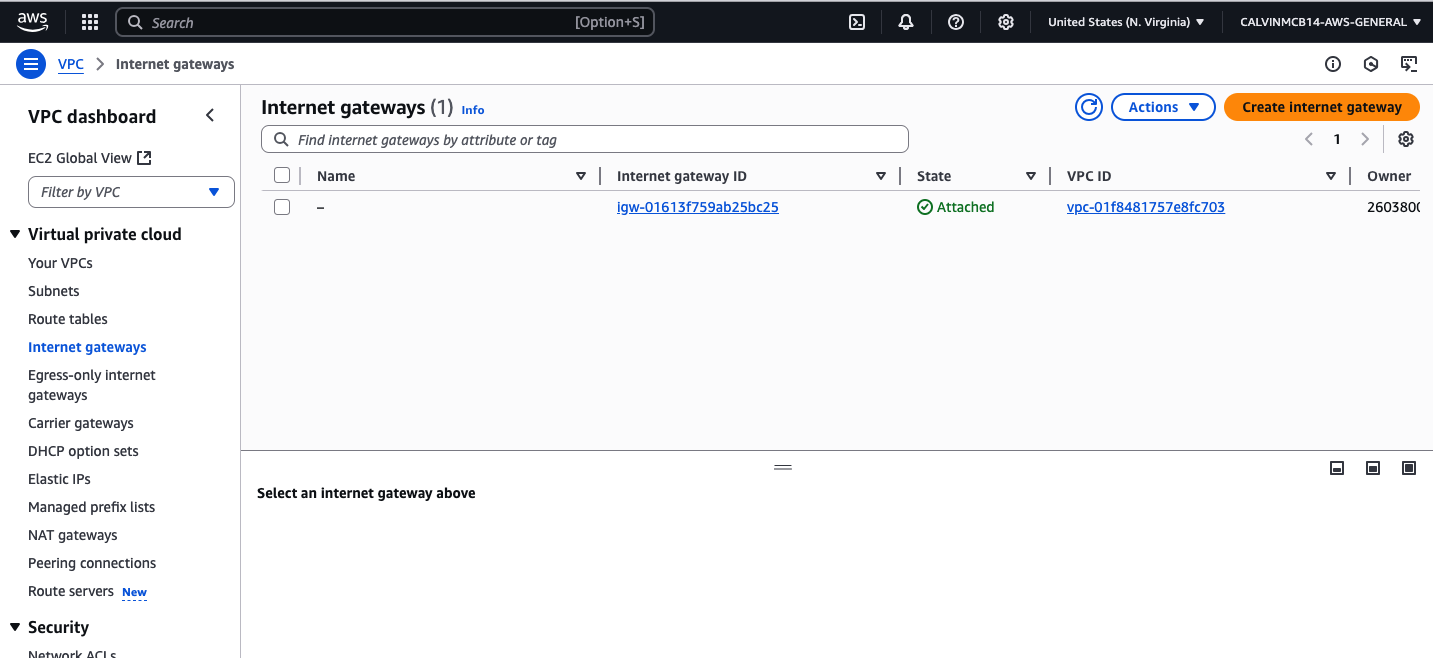 aws Search [Option+S] United States (N. Virginia) CALVINMCB14-AWS-GENERAL
VPC Internet gateways
VPC dashboard
EC2 Global View
Filter by VPC
Virtual private cloud
Your VPCs
Subnets
Route tables
Internet gateways
Egress-only internet
gateways
Carrier gateways
DHCP option sets
Elastic IPs
Managed prefix lists
NAT gateways
Peering connections
Route servers New
Security
Network ACLs
Internet gateways (1) Info
Actions Create internet gateway
Find internet gateways by attribute or tag
1
Name Internet gateway ID State VPC ID Owner
– igw-01613f759ab25bc25 Attached vpc-01f8481757e8fc703 2603800
Select an internet gateway above